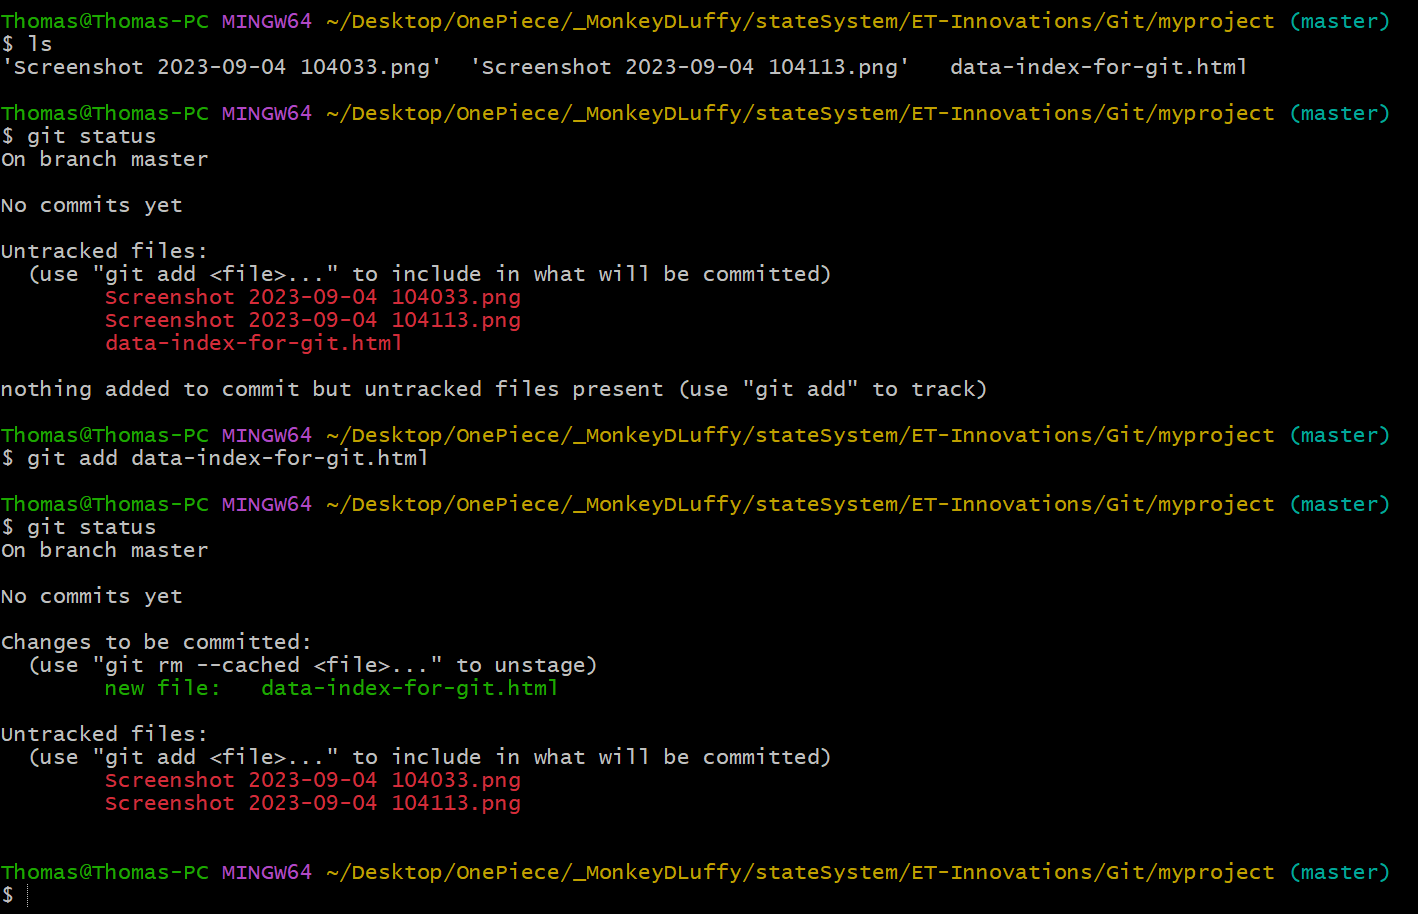 Thomas@Thomas-PC MINGW64 ~/Desktop/OnePiece/_MonkeyDLuffy/stateSystem/ET-Innovations/Git/myproject (master)
$ ls
'Screenshot 2023-09-04 104033.png'  'Screenshot 2023-09-04 104113.png'   data-index-for-git.html
Thomas@Thomas-PC MINGW64 ~/Desktop/OnePiece/_MonkeyDLuffy/stateSystem/ET-Innovations/Git/myproject (master)
$ git status
On branch master
No commits yet
Untracked files:
  (use "git add <file>..." to include in what will be committed)
        Screenshot 2023-09-04 104033.png
        Screenshot 2023-09-04 104113.png
        data-index-for-git.html
nothing added to commit but untracked files present (use "git add" to track)
Thomas@Thomas-PC MINGW64 ~/Desktop/OnePiece/_MonkeyDLuffy/stateSystem/ET-Innovations/Git/myproject (master)
$ git add data-index-for-git.html
Thomas@Thomas-PC MINGW64 ~/Desktop/OnePiece/_MonkeyDLuffy/stateSystem/ET-Innovations/Git/myproject (master)
$ git status
On branch master
No commits yet
Changes to be committed:
  (use "git rm --cached <file>..." to unstage)
        new file:   data-index-for-git.html
Untracked files:
  (use "git add <file>..." to include in what will be committed)
        Screenshot 2023-09-04 104033.png
        Screenshot 2023-09-04 104113.png
Thomas@Thomas-PC MINGW64 ~/Desktop/OnePiece/_MonkeyDLuffy/stateSystem/ET-Innovations/Git/myproject (master)
$